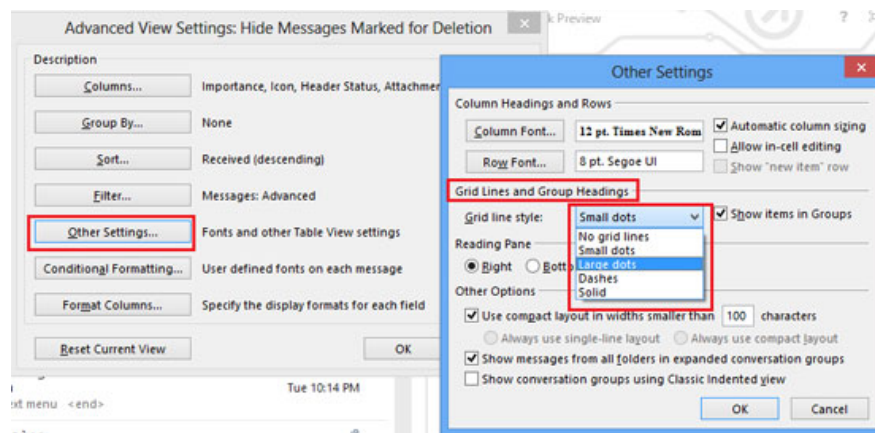 Advanced View Settings: Hide Messages Marked for Deletion
Description
Columns...
Importance, Icon, Header Status, Attachmen
Group By...
None
Sort...
Received (descending)
Filter...
Messages: Advanced
Other Settings...
Fonts and other Table View settings
Conditional Formatting...
User defined fonts on each message
Format Columns...
Specify the display formats for each field
Reset Current View
OK
Tue 10:14 PM
ext menu <end>
k Preview
?
Other Settings
Column Headings and Rows
Column Font...
12 pt. Times New Rom
Automatic column sizing
Allow in-cell editing
Row Font...
8 pt. Segoe UI
Show "new item" row
Grid Lines and Group Headings
Grid line style:
Small dots
Show items in Groups
No grid lines
Small dots
Large dots
Dashes
Solid
Reading Pane
Right
Botto
Other Options
Use compact layout in widths smaller than 100 characters
Always use single-line layout
Always use compact layout
Show messages from all folders in expanded conversation groups
Show conversation groups using Classic Indented view
OK
Cancel